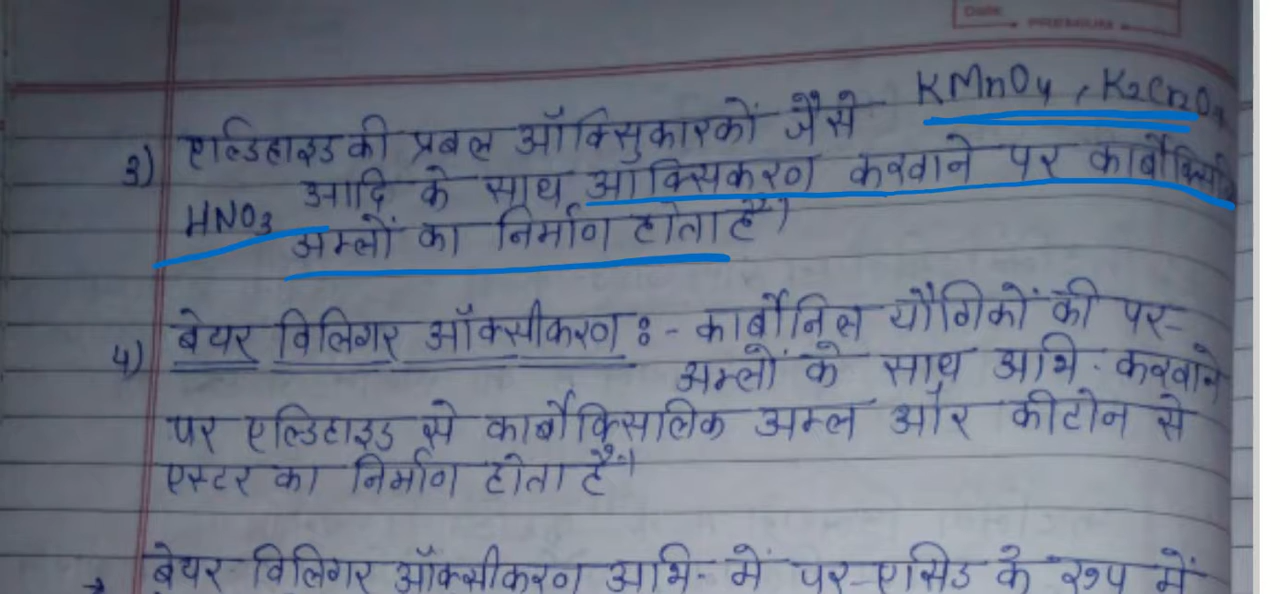 Date
PREMIUM
3) एल्डिहाइड की प्रबल ऑक्सिकारकों जैसे KMnO4, K2Cr2O7
HNO3 आदि के साथ आक्सिकरण करवाने पर
अम्लों का निर्माण होता है।
4) बेयर विलिगर ऑक्सीकरण :- कार्बोनिल यौगिकों की पर-
अम्लों के साथ अभि. करवाने
पर एल्डिहाइड से कार्बोक्सिलिक अम्ल और कीटोन से
एस्टर का निर्माण होता है।
→ बेयर विलिगर ऑक्सीकरण अभि- में पर-एसिड के रूप में